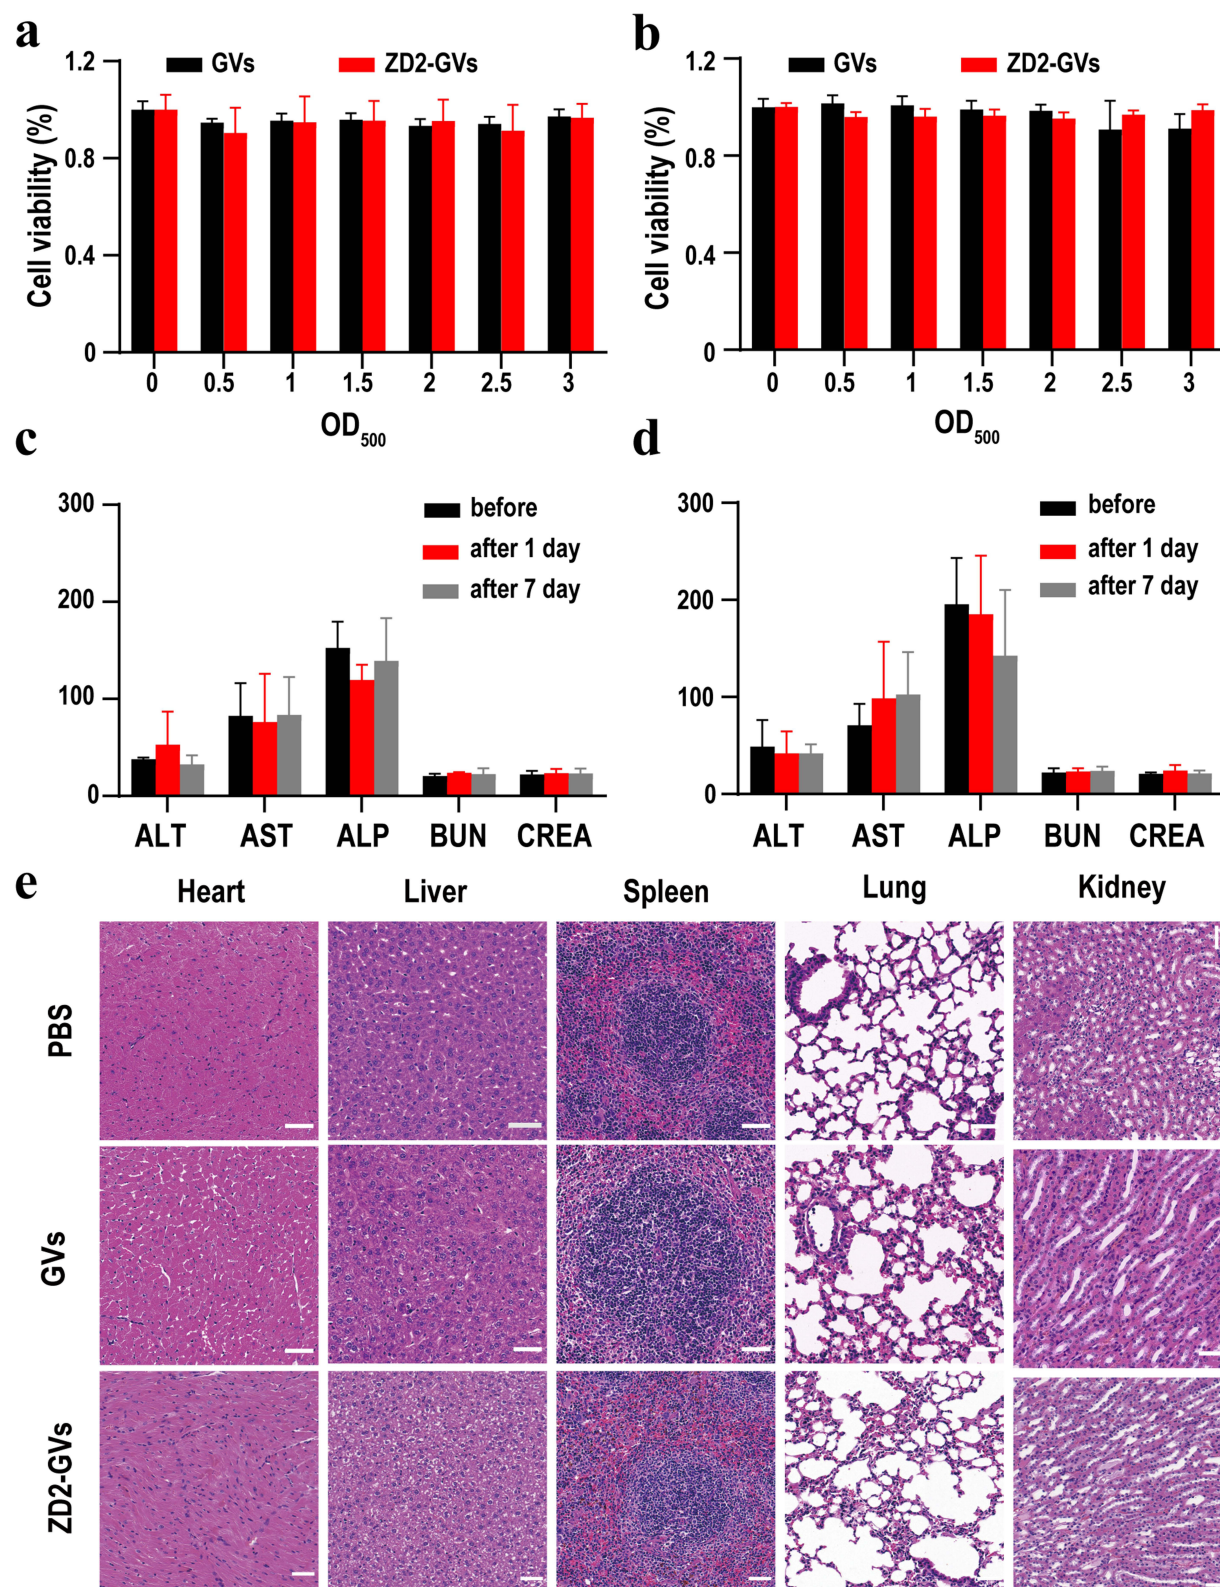 a
1.2
0.8
0.4
0
Cell viability (%)
GVs
ZD2-GVs
0 0.5 1 1.5 2 2.5 3
OD500
b
1.2
0.8
0.4
0
Cell viability (%)
GVs
ZD2-GVs
0 0.5 1 1.5 2 2.5 3
OD500
c
300
200
100
0
before
after 1 day
after 7 day
ALT AST ALP BUN CREA
d
300
200
100
0
before
after 1 day
after 7 day
ALT AST ALP BUN CREA
e
Heart Liver Spleen Lung Kidney
PBS
GVs
ZD2-GVs